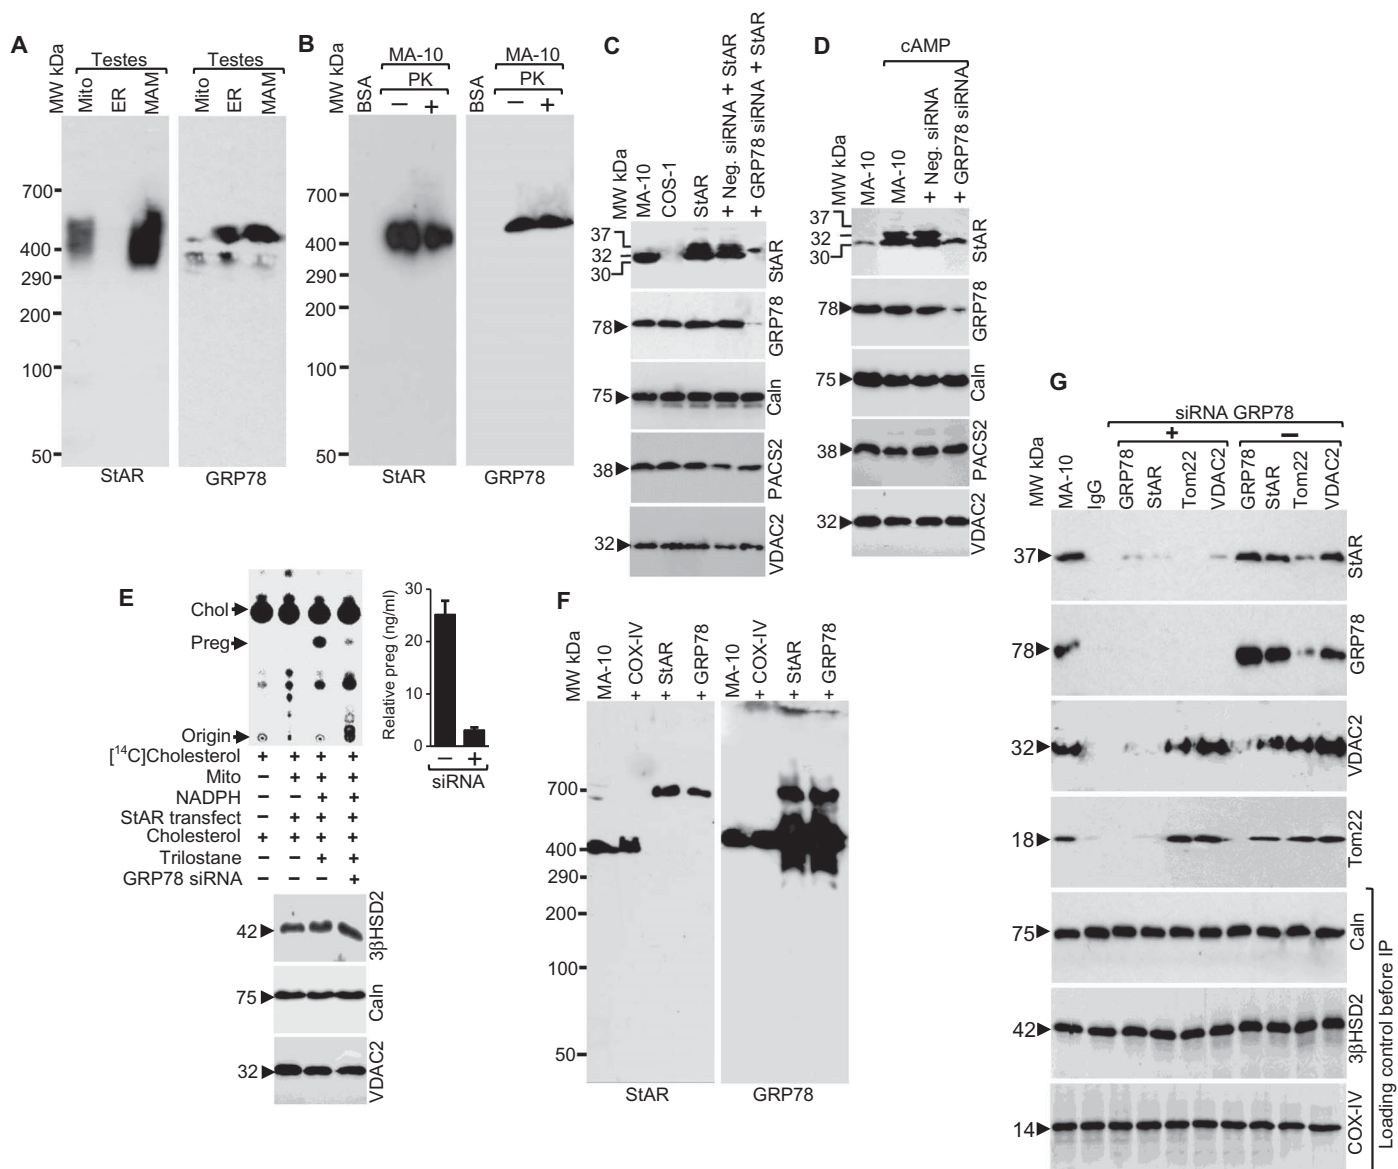 A
MW kDa
Testes
Mito
ER
MAM
Testes
Mito
ER
MAM
700
400
290
200
100
50
StAR
GRP78
B
MW kDa
BSA
MA-10
PK
– +
BSA
MA-10
PK
– +
700
400
290
200
100
50
StAR
GRP78
C
MW kDa
MA-10
COS-1
StAR
+ Neg. siRNA + StAR
+ GRP78 siRNA + StAR
37
32
30
StAR
78
GRP78
75
Caln
38
PACS2
32
VDAC2
D
cAMP
MW kDa
MA-10
MA-10
+ Neg. siRNA
+ GRP78 siRNA
37
32
30
StAR
78
GRP78
75
Caln
38
PACS2
32
VDAC2
E
Chol
Preg
Origin
[14C]Cholesterol + + + +
Mito – + + +
NADPH – – + +
StAR transfect – + + +
Cholesterol + + + +
Trilostane – – + +
GRP78 siRNA – – – +
42
3βHSD2
75
Caln
32
VDAC2
Relative preg (ng/ml)
30
20
10
0
– +
siRNA
F
MW kDa
MA-10
+ COX-IV
+ StAR
+ GRP78
MA-10
+ COX-IV
+ StAR
+ GRP78
700
400
290
200
100
50
StAR
GRP78
G
siRNA GRP78
+ –
MW kDa
MA-10
IgG
GRP78
StAR
Tom22
VDAC2
GRP78
StAR
Tom22
VDAC2
37
StAR
78
GRP78
32
VDAC2
18
Tom22
75
Caln
42
3βHSD2
14
COX-IV
Loading control before IP